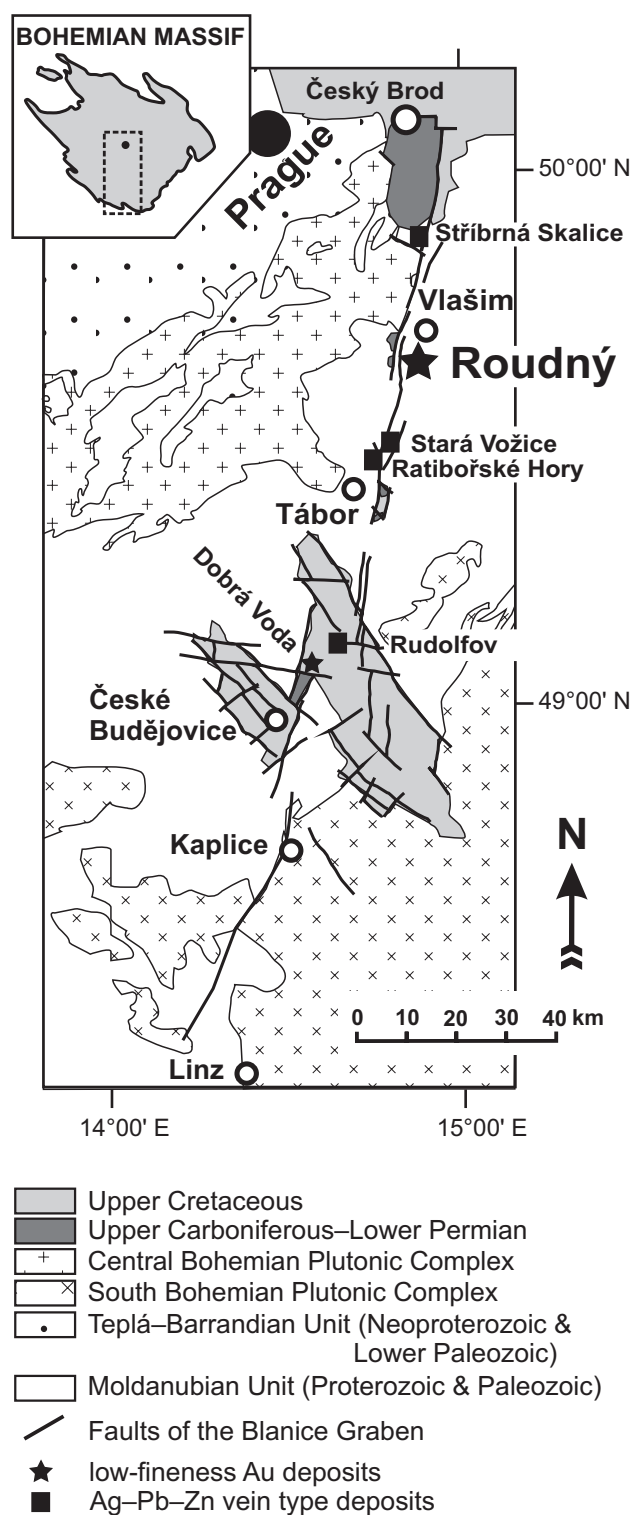 BOHEMIAN MASSIF
Český Brod
Prague
50°00' N
Stříbrná Skalice
Vlašim
Roudný
Stará Vožice
Ratibořské Hory
Tábor
Dobrá Voda
Rudolfov
49°00' N
České
Budějovice
Kaplice
N
0 10 20 30 40 km
Linz
14°00' E
15°00' E
Upper Cretaceous
Upper Carboniferous–Lower Permian
Central Bohemian Plutonic Complex
South Bohemian Plutonic Complex
Teplá–Barrandian Unit (Neoproterozoic &
Lower Paleozoic)
Moldanubian Unit (Proterozoic & Paleozoic)
Faults of the Blanice Graben
low-fineness Au deposits
Ag–Pb–Zn vein type deposits